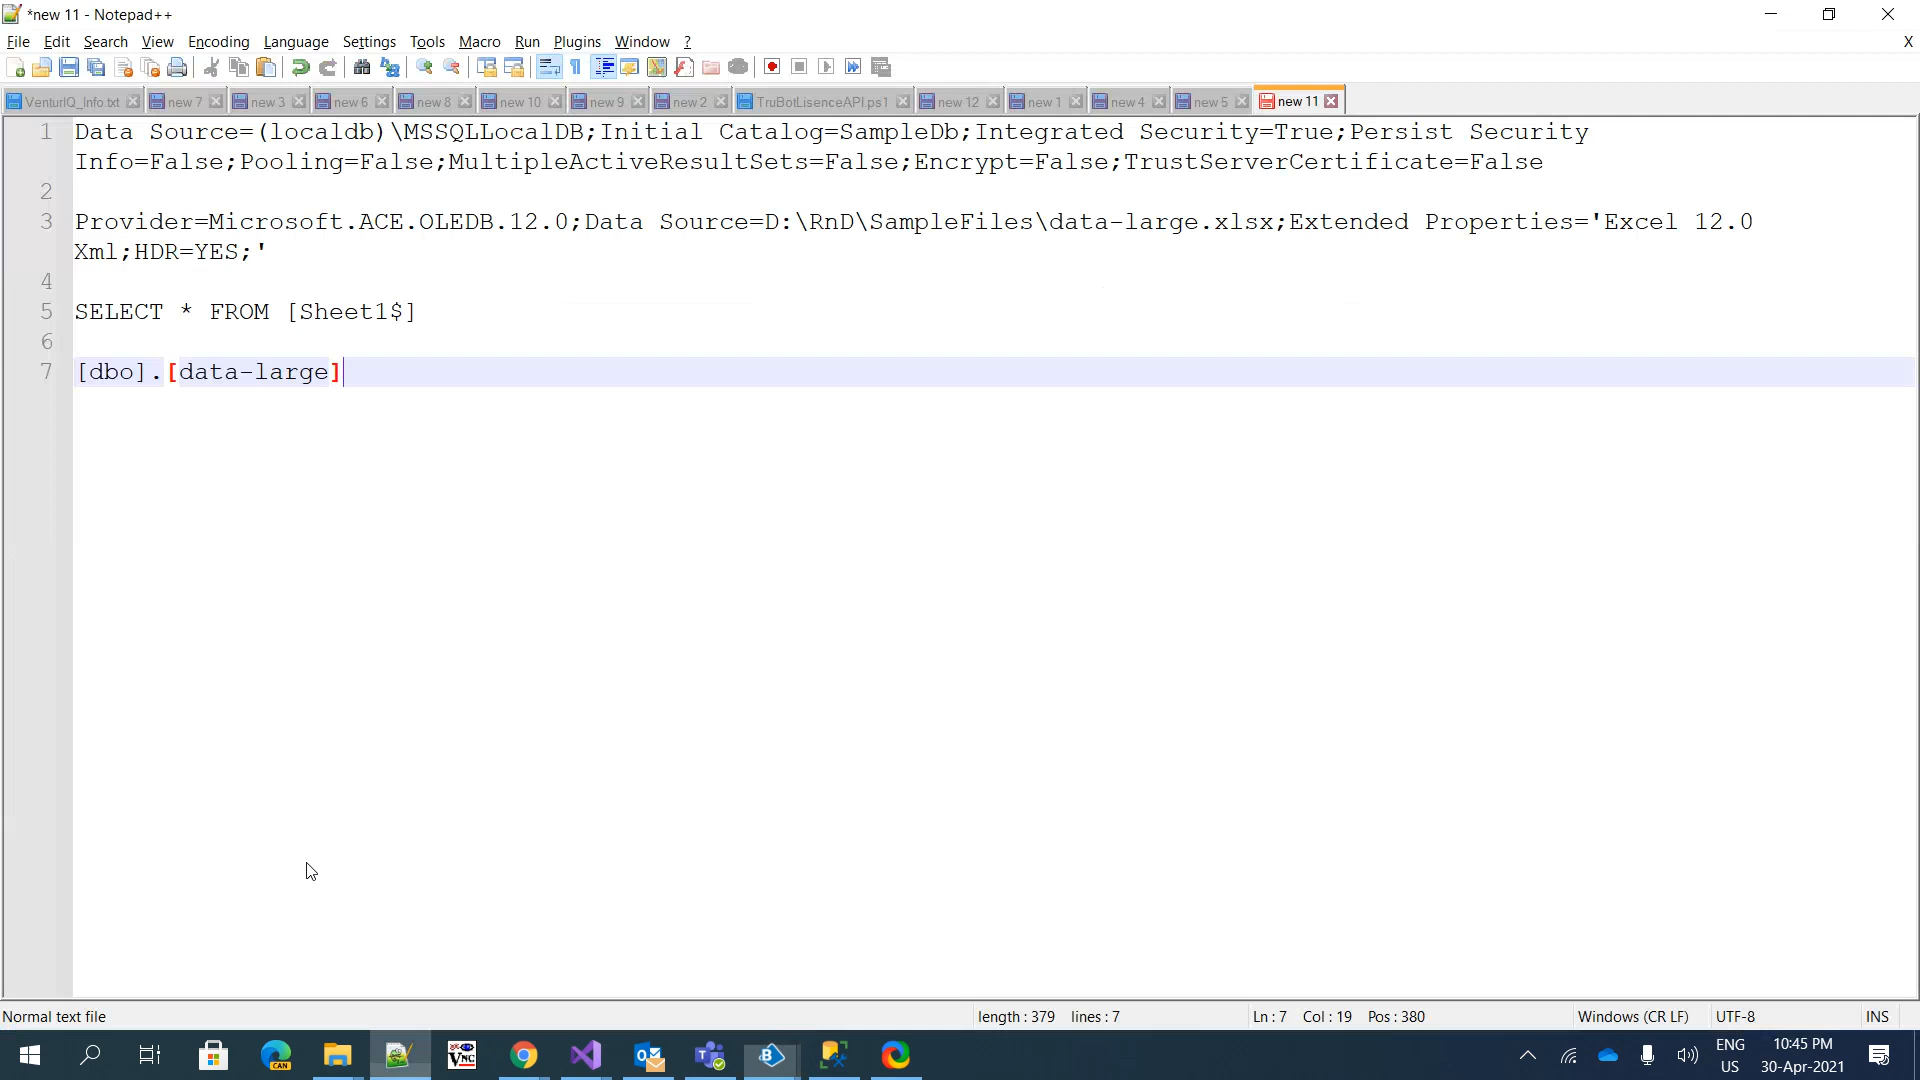 *new 11 - Notepad++
File Edit Search View Encoding Language Settings Tools Macro Run Plugins Window ? X
VenturIQ_Info.txt new 7 new 3 new 6 new 8 new 10 new 9 new 2 TruBotLisenceAPI.ps1 new 12 new 1 new 4 new 5 new 11
1 Data Source=(localdb)\MSSQLLocalDB;Initial Catalog=SampleDb;Integrated Security=True;Persist Security
Info=False;Pooling=False;MultipleActiveResultSets=False;Encrypt=False;TrustServerCertificate=False
2
3 Provider=Microsoft.ACE.OLEDB.12.0;Data Source=D:\RnD\SampleFiles\data-large.xlsx;Extended Properties='Excel 12.0
Xml;HDR=YES;'
4
5 SELECT * FROM [Sheet1$]
6
7 [dbo].[data-large]
Normal text file length : 379 lines : 7 Ln : 7 Col : 19 Pos : 380 Windows (CR LF) UTF-8 INS
CAN VNC ENG 10:45 PM
US 30-Apr-2021